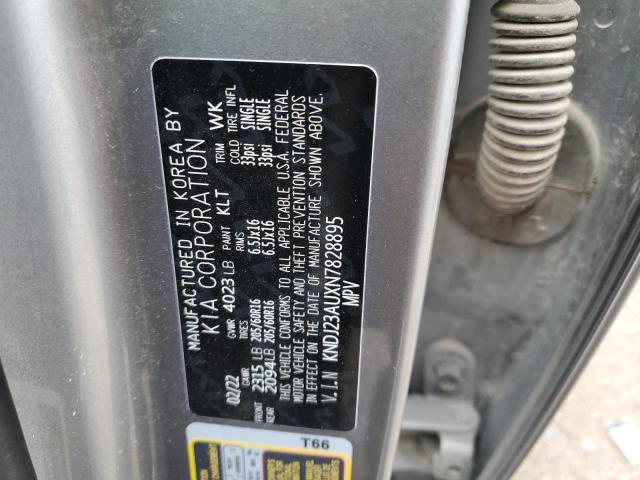 MANUFACTURED IN KOREA BY
KIA CORPORATION
02/22 GVWR 4023 LB PAINT KLT TRIM WK
GAWR TIRES RIMS COLD TIRE INFL
FRONT 2315 LB 205/60R16 6.5Jx16 33psi SINGLE
REAR 2094 LB 205/60R16 6.5Jx16 33psi SINGLE
THIS VEHICLE CONFORMS TO ALL APPLICABLE U.S.A. FEDERAL
MOTOR VEHICLE SAFETY AND THEFT PREVENTION STANDARDS
IN EFFECT ON THE DATE OF MANUFACTURE SHOWN ABOVE.
V.I.N KNDJ23AUXN7828895
MPV
T66